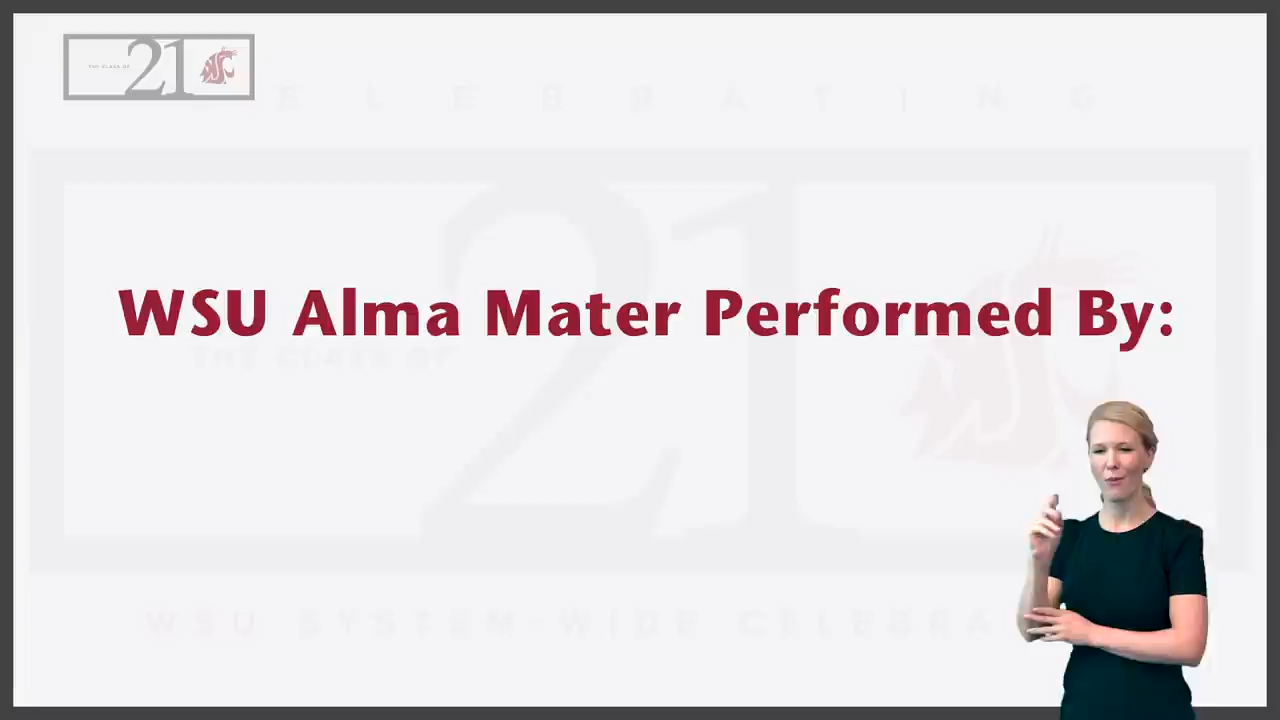 THE CLASS OF 21
CELEBRATING
WSU Alma Mater Performed By:
THE CLASS OF
21
WSU SYSTEM-WIDE CELEBRA